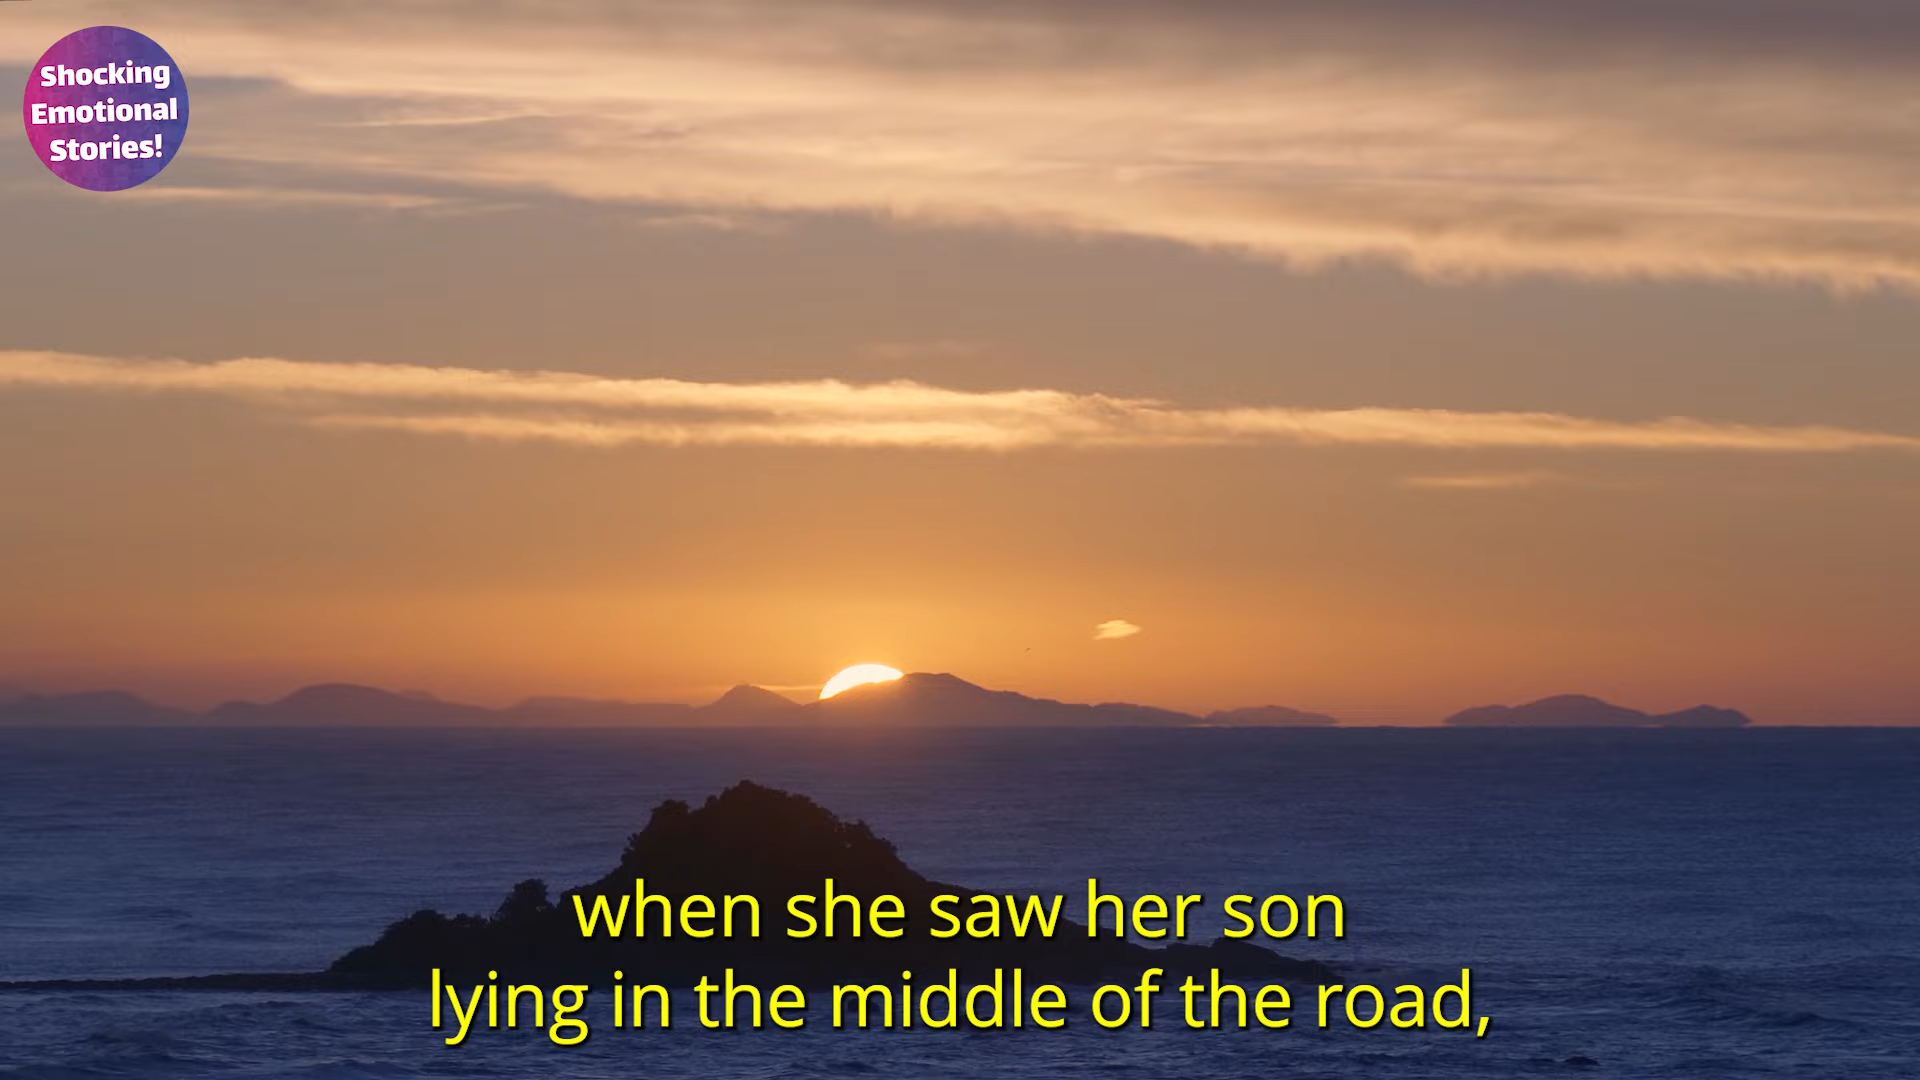 Shocking
Emotional
Stories!
when she saw her son
lying in the middle of the road,